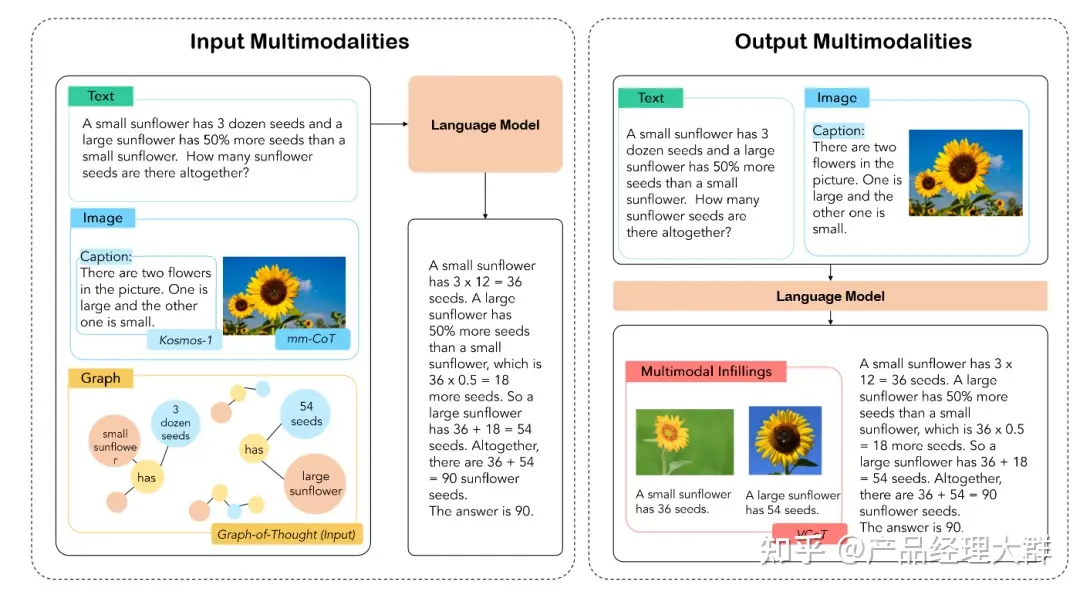 Input Multimodalities
Text
A small sunflower has 3 dozen seeds and a
large sunflower has 50% more seeds than a
small sunflower. How many sunflower
seeds are there altogether?
Image
Caption:
There are two flowers
in the picture. One is
large and the other
one is small.
Kosmos-1
mm-CoT
Graph
small
sunflowe
r
3
dozen
seeds
has
54
seeds
has
large
sunflower
Graph-of-Thought (Input)
Language Model
A small sunflower
has 3 x 12 = 36
seeds. A large
sunflower has
50% more seeds
than a small
sunflower, which is
36 x 0.5 = 18
more seeds. So a
large sunflower
has 36 + 18 = 54
seeds. Altogether,
there are 36 + 54
= 90 sunflower
seeds.
The answer is 90.
Output Multimodalities
Text
A small sunflower has 3
dozen seeds and a large
sunflower has 50% more
seeds than a small
sunflower. How many
sunflower seeds are
there altogether?
Image
Caption:
There are two
flowers in the
picture. One is
large and the
other one is
small.
Language Model
Multimodal Infillings
A small sunflower
has 36 seeds.
A large sunflower
has 54 seeds.
VCoT
A small sunflower has 3 x
12 = 36 seeds. A large
sunflower has 50% more
seeds than a small
sunflower, which is 36 x 0.5
= 18 more seeds. So a
large sunflower has 36 + 18
= 54 seeds. Altogether,
there are 36 + 54 = 90
sunflower seeds.
The answer is 90.
知乎 @产品经理大群